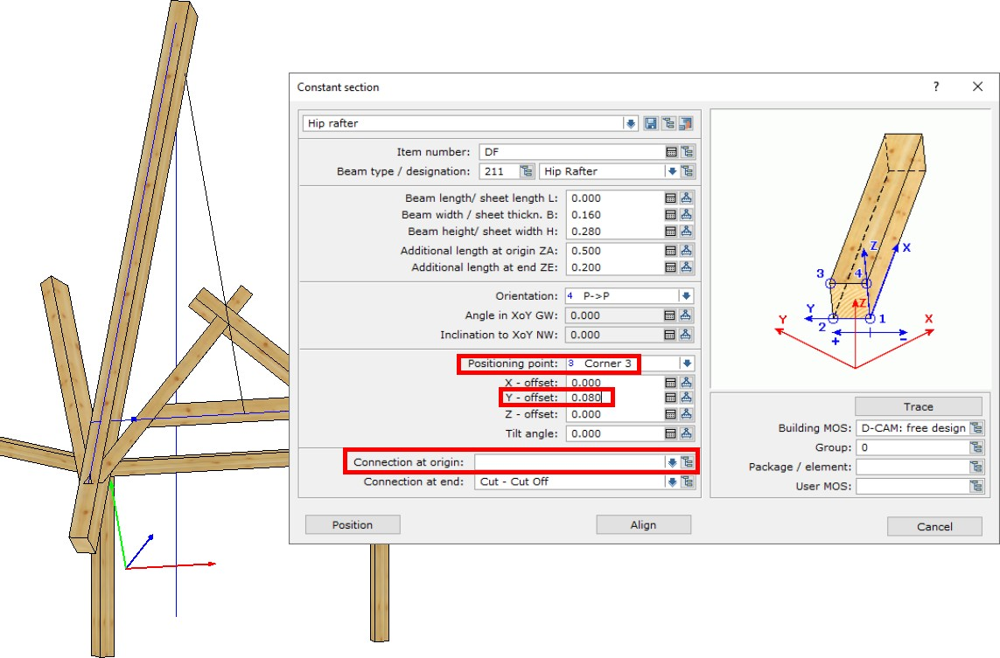 Constant section
?
Hip rafter
Item number: DF
Beam type / designation: 211 Hip Rafter
Beam length/ sheet length L: 0.000
Beam width / sheet thickn. B: 0.160
Beam height/ sheet width H: 0.280
Additional length at origin ZA: 0.500
Additional length at end ZE: 0.200
Orientation: 4 P->P
Angle in XoY GW: 0.000
Inclination to XoY NW: 0.000
Positioning point: 3 Corner 3
X - offset: 0.000
Y - offset: 0.080
Z - offset: 0.000
Tilt angle: 0.000
Connection at origin:
Connection at end: Cut - Cut Off
Position
Align
Z
X
3
4
Z
Y
1
X
Y
2
+
-
Trace
Building MOS: D-CAM: free design
Group: 0
Package / element:
User MOS:
Cancel